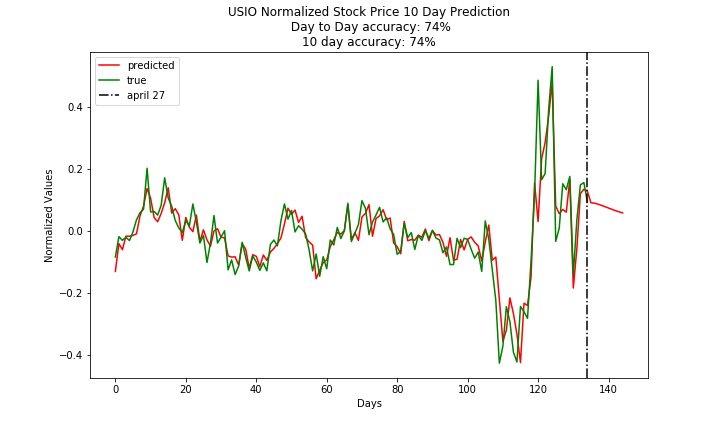 USIO Normalized Stock Price 10 Day Prediction
Day to Day accuracy: 74%
10 day accuracy: 74%
predicted
true
april 27
Normalized Values
0.4
0.2
0.0
−0.2
−0.4
0 20 40 60 80 100 120 140
Days